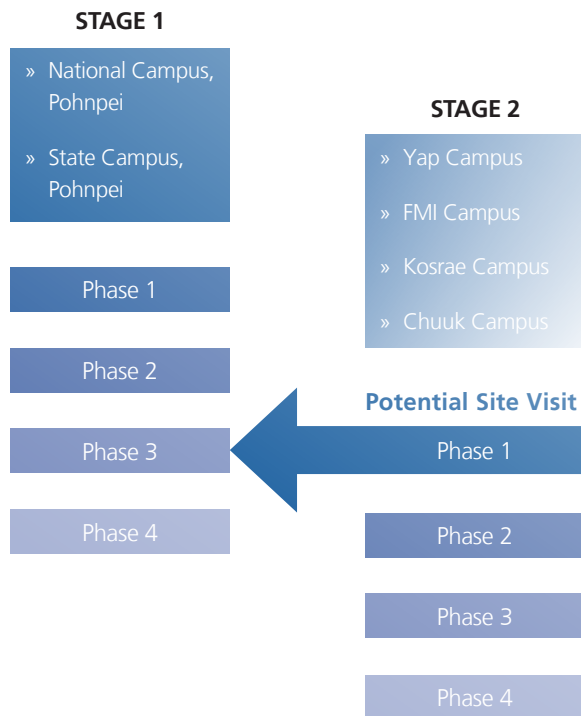 STAGE 1
» National Campus,
Pohnpei
» State Campus,
Pohnpei
Phase 1
Phase 2
Phase 3
Phase 4
STAGE 2
» Yap Campus
» FMI Campus
» Kosrae Campus
» Chuuk Campus
Potential Site Visit
Phase 1
Phase 2
Phase 3
Phase 4